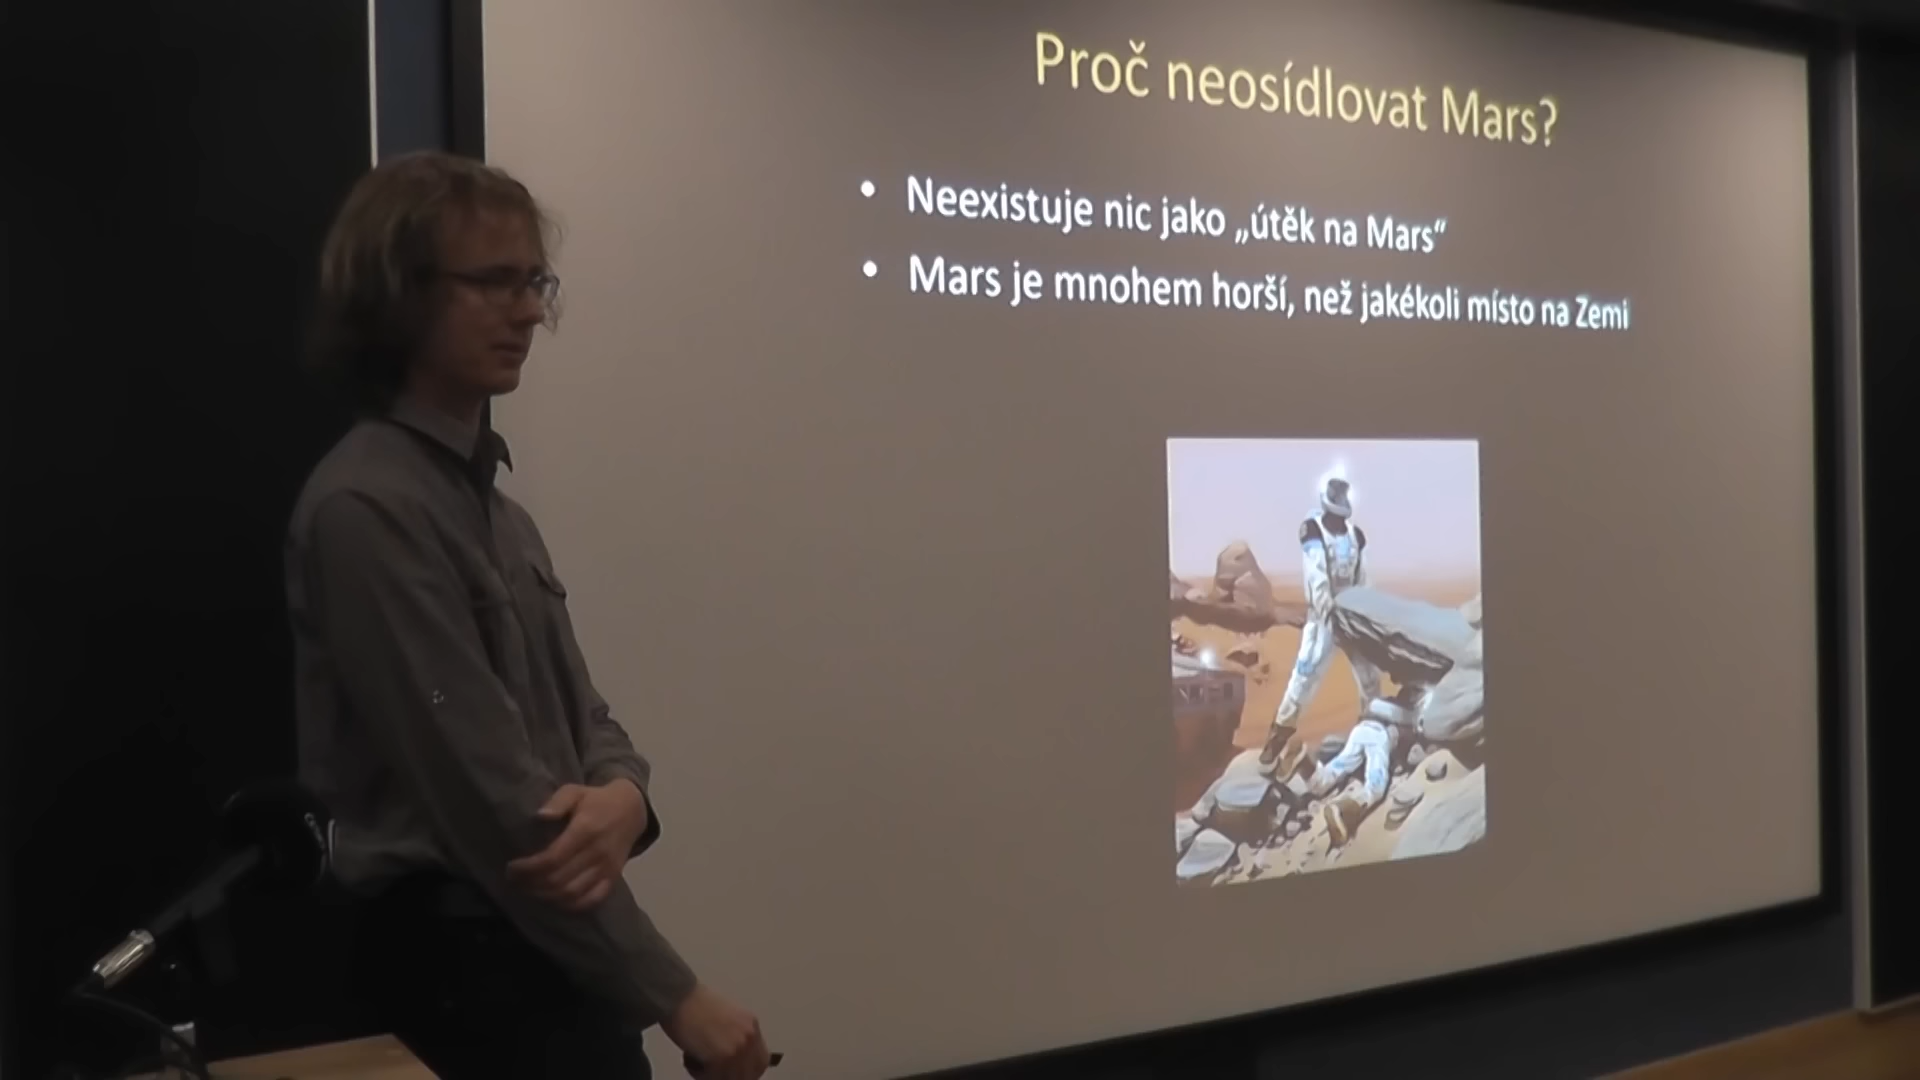 Proč neosídlovat Mars?
• Neexistuje nic jako „útěk na Mars“
• Mars je mnohem horší, než jakékoli místo na Zemi